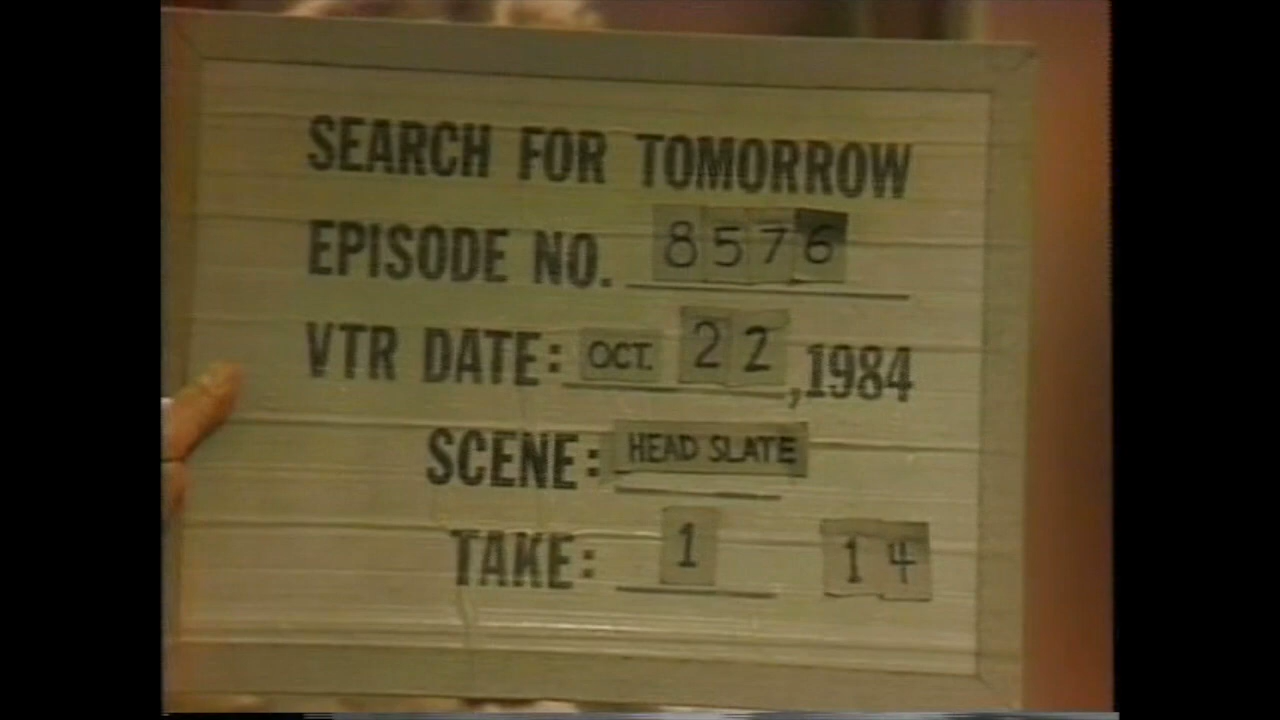 SEARCH FOR TOMORROW
EPISODE NO. 8576
VTR DATE: OCT. 22, 1984
SCENE: HEAD SLATE
TAKE: 1 14